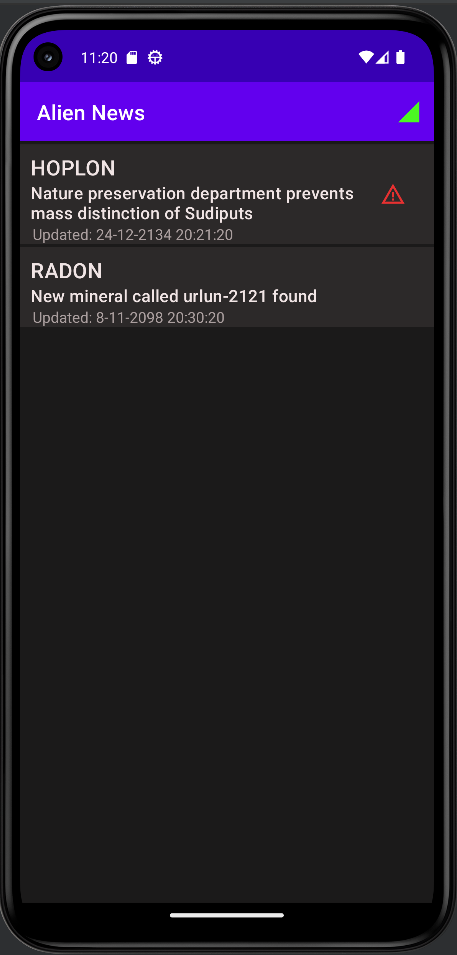 11:20
Alien News
HOPLON
Nature preservation department prevents
mass distinction of Sudiputs
Updated: 24-12-2134 20:21:20
RADON
New mineral called urlun-2121 found
Updated: 8-11-2098 20:30:20